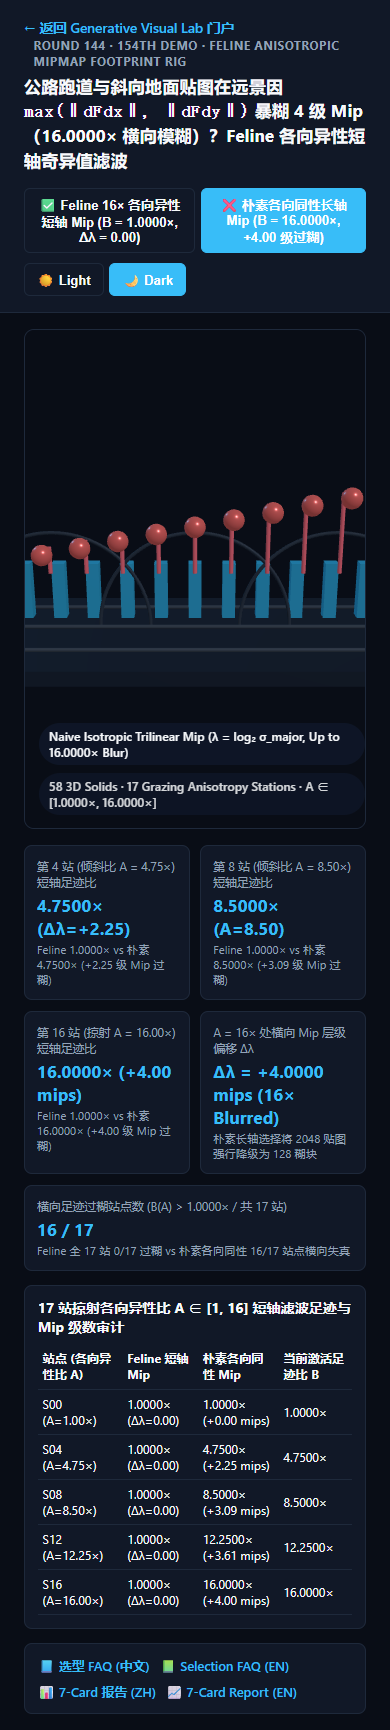 ← 返回 Generative Visual Lab 门户
ROUND 144 · 154TH DEMO · FELINE ANISOTROPIC
MIPMAP FOOTPRINT RIG
公路跑道与斜向地面贴图在远景因
max(‖dFdx‖, ‖dFdy‖) 暴糊 4 级 Mip
（16.0000× 横向模糊）？Feline 各向异性短
轴奇异值滤波
✅ Feline 16× 各向异性
短轴 Mip (B = 1.0000×,
Δλ = 0.00)
❌ 朴素各向同性长轴
Mip (B = 16.0000×,
+4.00 级过糊)
☀️ Light
🌙 Dark
Naive Isotropic Trilinear Mip (λ = log₂ σ_major, Up to
16.0000× Blur)
58 3D Solids · 17 Grazing Anisotropy Stations · A ∈
[1.0000×, 16.0000×]
第 4 站 (倾斜比 A = 4.75×)
短轴足迹比
4.7500×
(Δλ=+2.25)
Feline 1.0000× vs 朴素
4.7500× (+2.25 级 Mip 过
糊)
第 8 站 (倾斜比 A = 8.50×)
短轴足迹比
8.5000×
(A=8.50)
Feline 1.0000× vs 朴素
8.5000× (+3.09 级 Mip 过
糊)
第 16 站 (掠射 A = 16.00×)
短轴足迹比
16.0000× (+4.00
mips)
Feline 1.0000× vs 朴素
16.0000× (+4.00 级 Mip 过
糊)
A = 16× 处横向 Mip 层级
偏移 Δλ
Δλ = +4.0000
mips (16×
Blurred)
朴素长轴选择将 2048 贴图
强行降级为 128 糊块
横向足迹过糊站点数 (B(A) > 1.0000× / 共 17 站)
16 / 17
Feline 全 17 站 0/17 过糊 vs 朴素各向同性 16/17 站点横向失真
17 站掠射各向异性比 A ∈ [1, 16] 短轴滤波足迹与
Mip 级数审计
站点 (各向异
性比 A)
Feline 短轴
Mip
朴素各向同
性 Mip
当前激活足
迹比 B
S00
(A=1.00×)
1.0000×
(Δλ=0.00)
1.0000×
(+0.00 mips)
1.0000×
S04
(A=4.75×)
1.0000×
(Δλ=0.00)
4.7500×
(+2.25 mips)
4.7500×
S08
(A=8.50×)
1.0000×
(Δλ=0.00)
8.5000×
(+3.09 mips)
8.5000×
S12
(A=12.25×)
1.0000×
(Δλ=0.00)
12.2500×
(+3.61 mips)
12.2500×
S16
(A=16.00×)
1.0000×
(Δλ=0.00)
16.0000×
(+4.00 mips)
16.0000×
📘 选型 FAQ (中文)
📗 Selection FAQ (EN)
📊 7-Card 报告 (ZH)
📈 7-Card Report (EN)